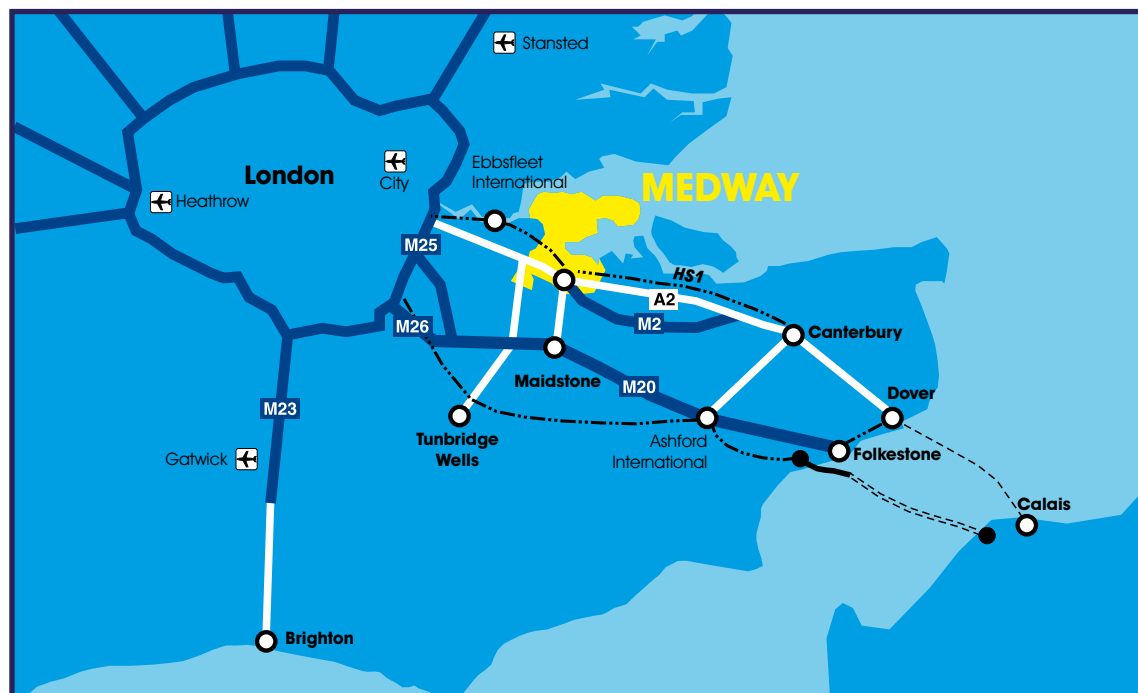 Stansted
Ebbsfleet
International
London
City
MEDWAY
Heathrow
M25
HS1
A2
M26
M2
Canterbury
Maidstone
M20
Dover
M23
Tunbridge
Wells
Ashford
International
Gatwick
Folkestone
Calais
Brighton